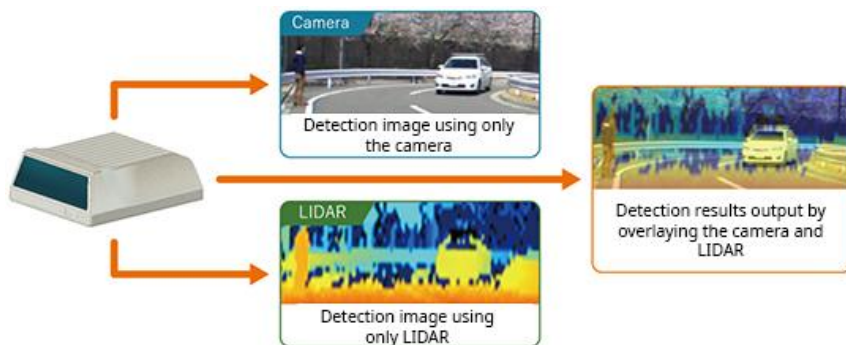 Camera
Detection image using only
the camera
LIDAR
Detection image using
only LIDAR
Detection results output by
overlaying the camera and
LIDAR